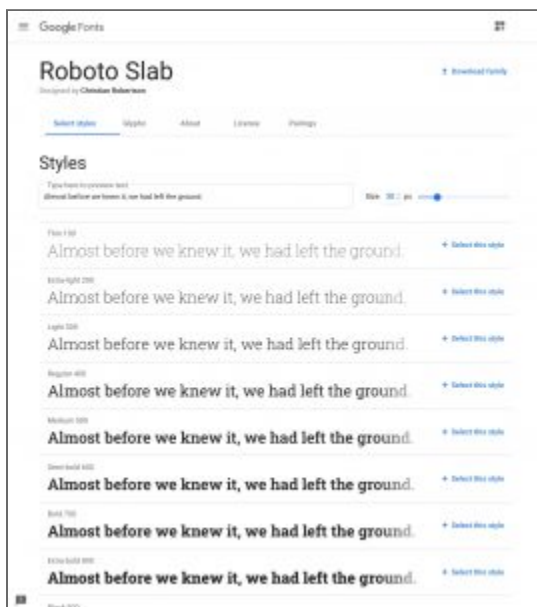 Google Fonts
Roboto Slab
Download family
Designed by Christian Robertson
Select styles Glyphs About License Pairings
Styles
Type here to preview text
Almost before we knew it, we had left the ground.
Size px
Thin 100
Almost before we knew it, we had left the ground.
+ Select this style
Extra-light 200
Almost before we knew it, we had left the ground.
+ Select this style
Light 300
Almost before we knew it, we had left the ground.
+ Select this style
Regular 400
Almost before we knew it, we had left the ground.
+ Select this style
Medium 500
Almost before we knew it, we had left the ground.
+ Select this style
Semi-bold 600
Almost before we knew it, we had left the ground.
+ Select this style
Bold 700
Almost before we knew it, we had left the ground.
+ Select this style
Extra-bold 800
Almost before we knew it, we had left the ground.
+ Select this style